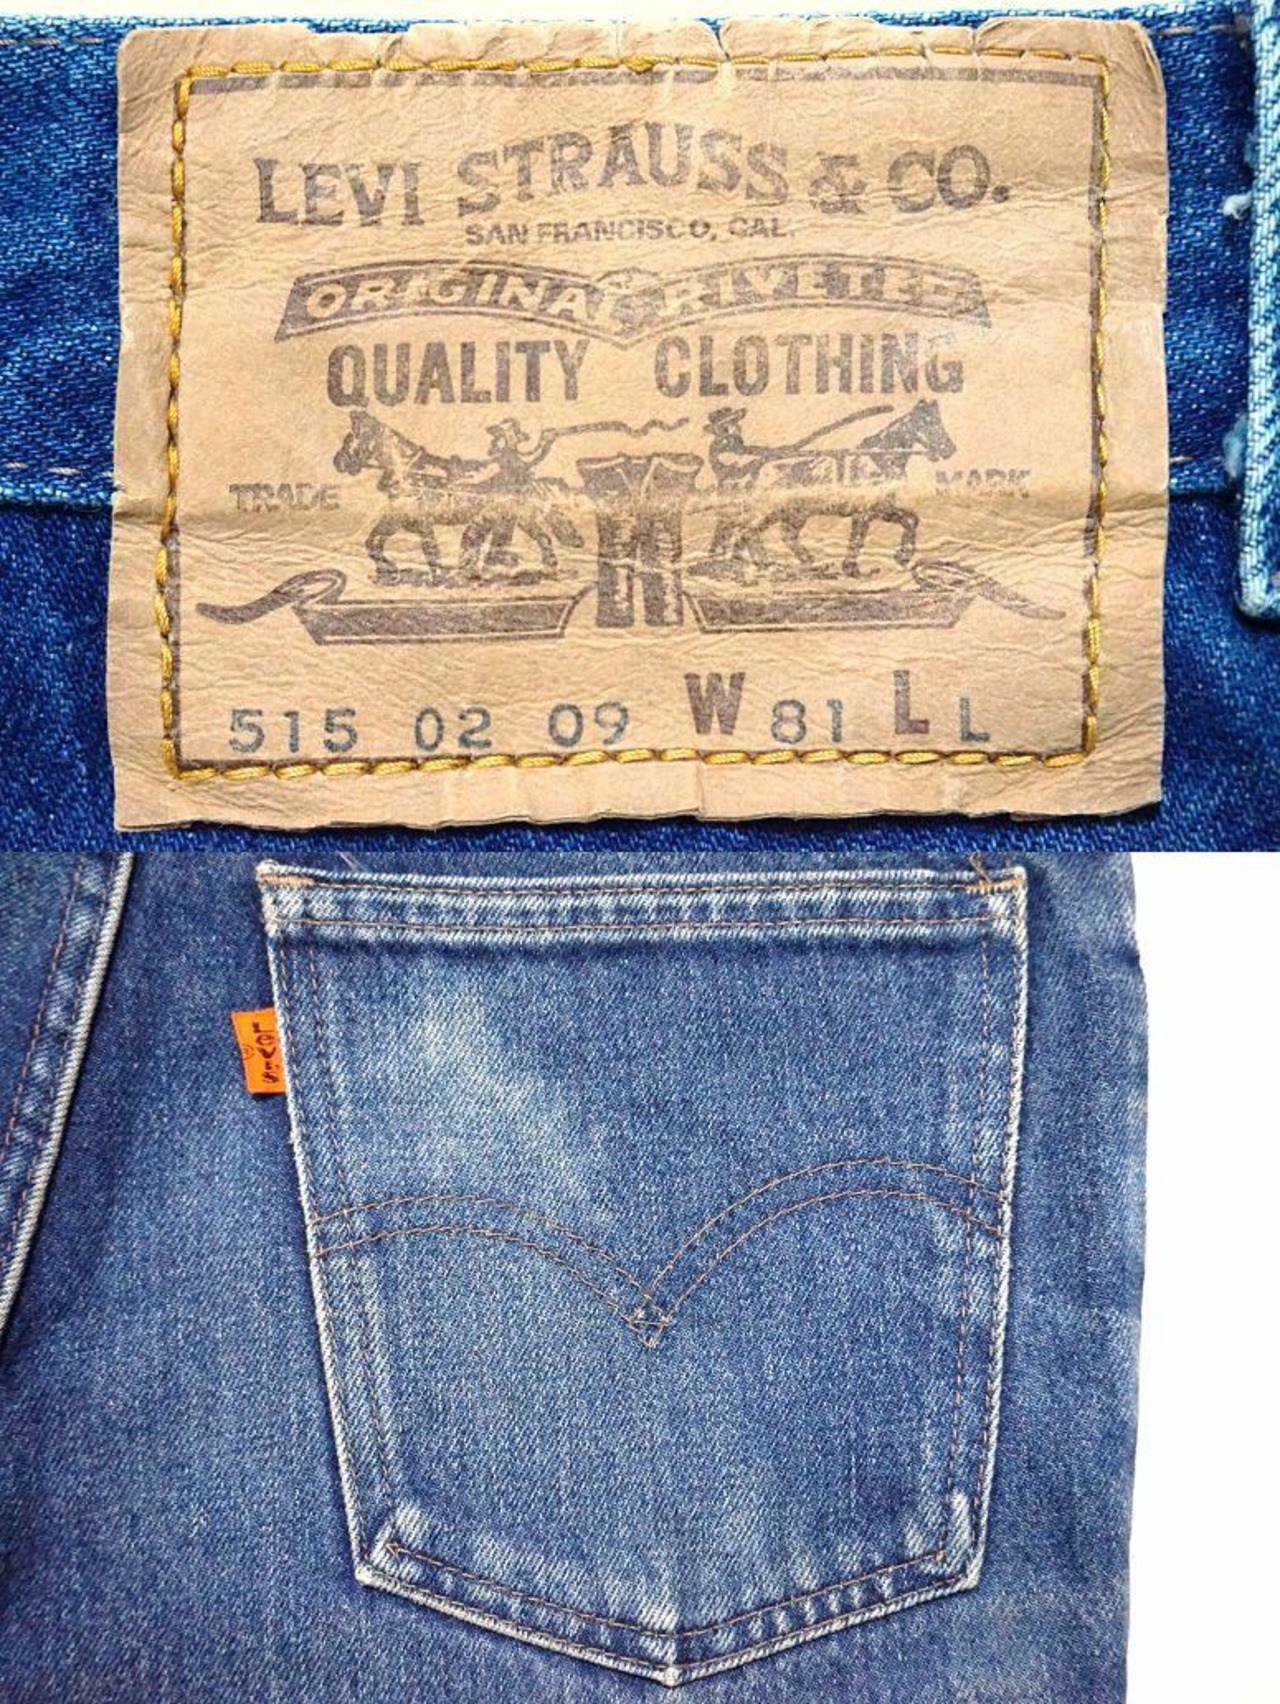 LEVI STRAUSS & CO.
SAN FRANCISCO, CAL.
ORIGINAL RIVETED
QUALITY CLOTHING
TRADE MARK
515 02 09 W 81 L L
LEVI'S